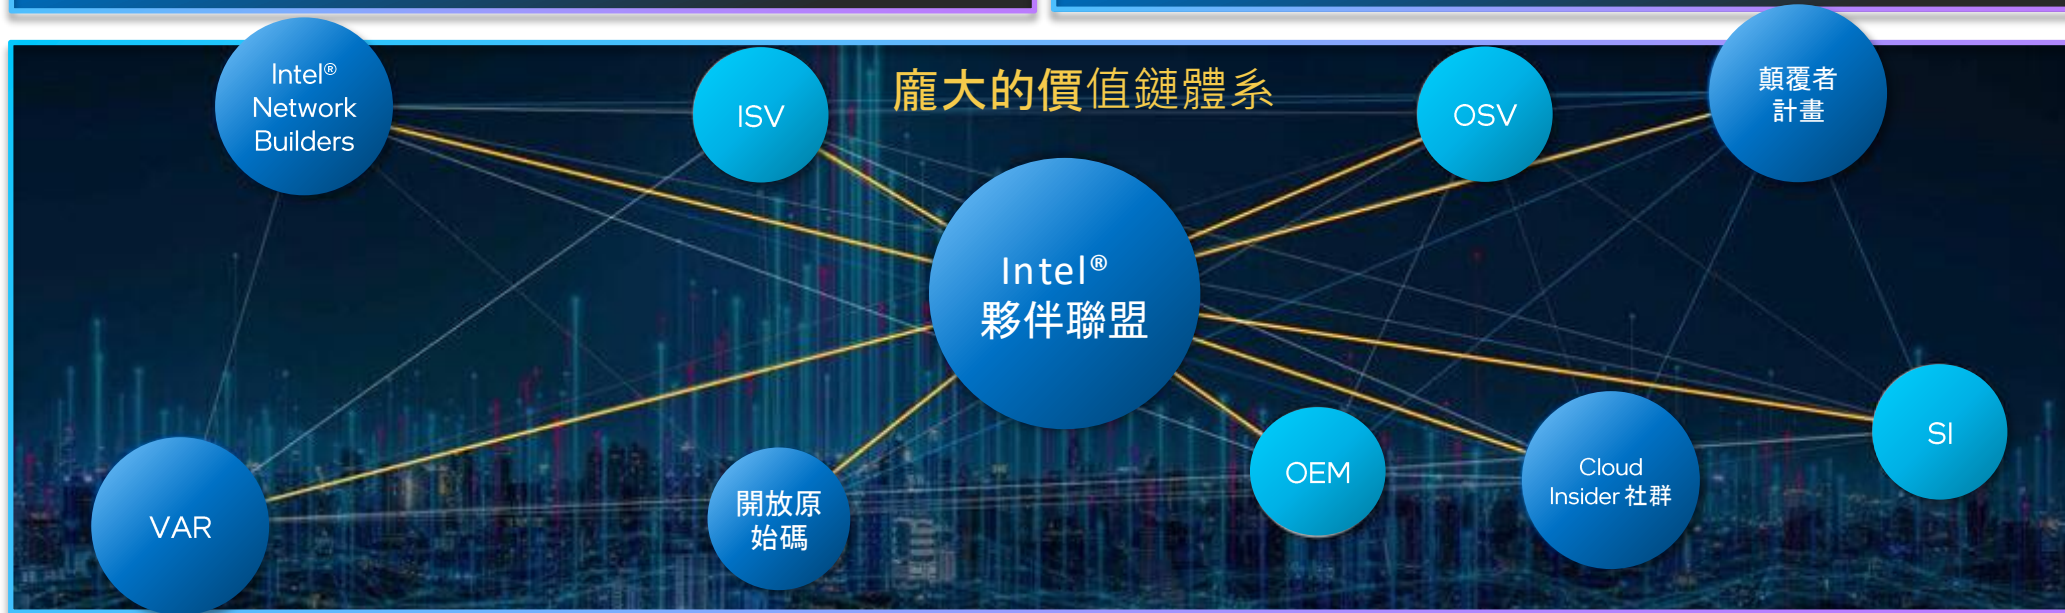 Intel®
Network
Builders
ISV
龐大的價值鏈體系
OSV
顛覆者
計畫
Intel®
夥伴聯盟
VAR
開放原
始碼
OEM
Cloud
Insider 社群
SI